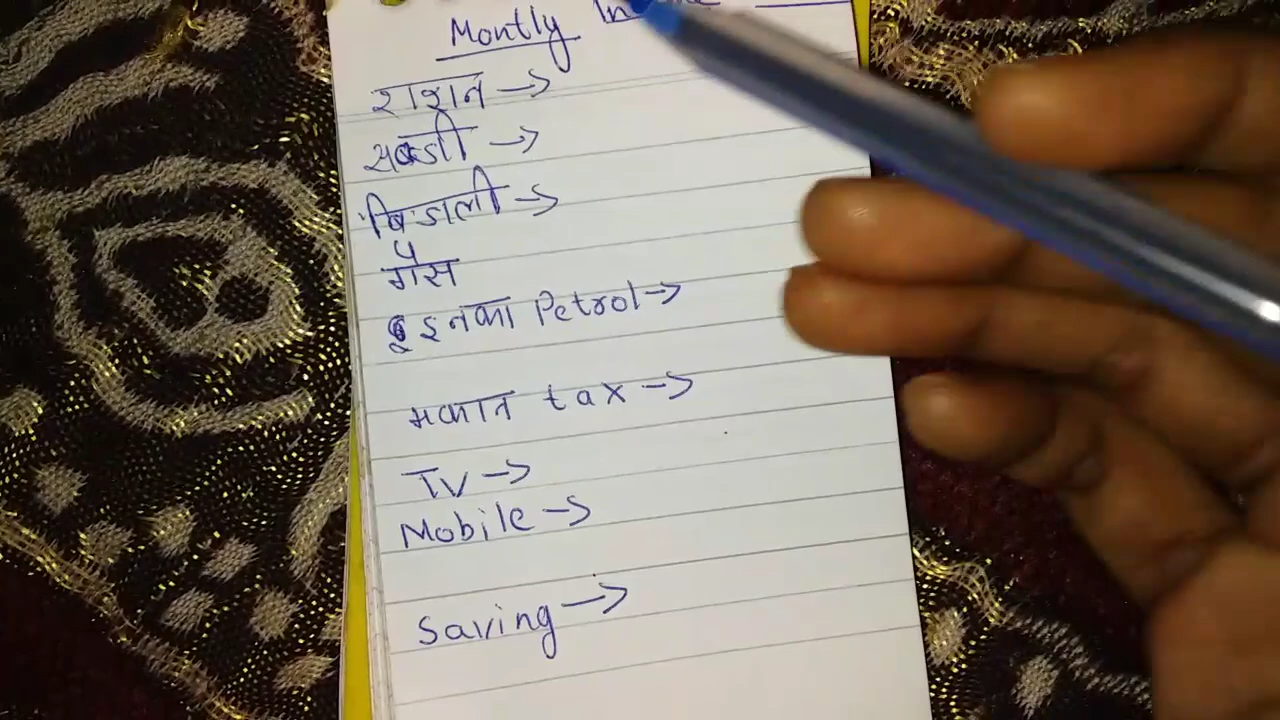 Montly
राशन →
सब्जी →
बिजली →
व
गैस
इनका Petrol →
मकान tax →
TV →
Mobile →
Saving →